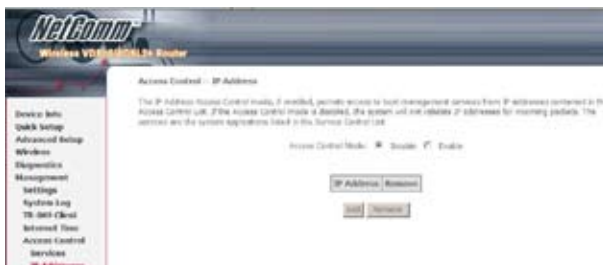 NetComm
Wireless VDSL2/ADSL2+ Router
Access Control -- IP Address
The IP Address Access Control mode, if enabled, permits access to local management services from IP addresses contained in the
Access Control List. If the Access Control mode is disabled, the system will not validate IP addresses for incoming packets. The
services are the system applications listed in the Service Control List
Access Control Mode: Disable Enable
IP Address Remove
Add Remove
Device Info
Quick Setup
Advanced Setup
Wireless
Diagnostics
Management
Settings
System Log
TR-069 Client
Internet Time
Access Control
Services
IP Addresses